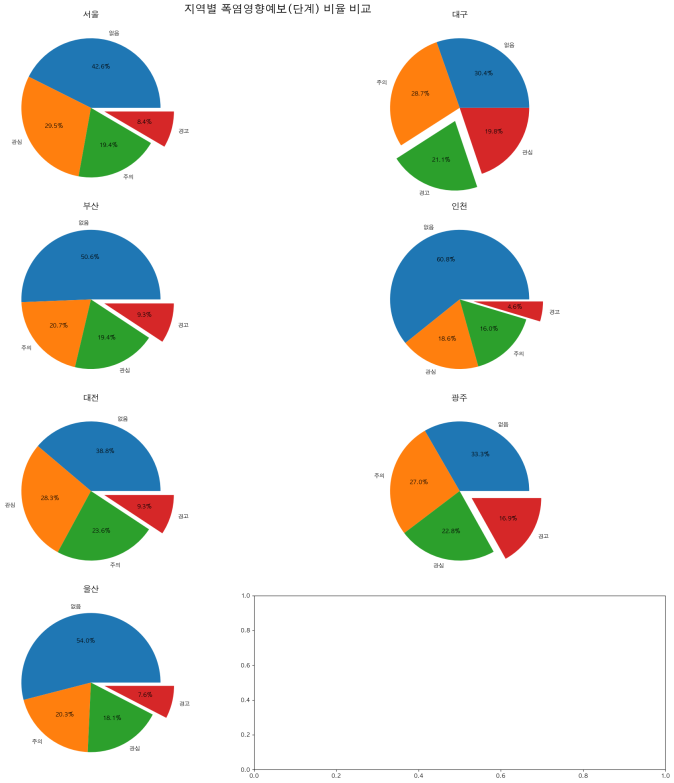 지역별 폭염영향예보(단계) 비율 비교
서울
없음
42.6%
관심
29.5%
주의
19.4%
경고
8.4%
대구
없음
30.4%
주의
28.7%
경고
21.1%
관심
19.8%
부산
없음
50.6%
주의
20.7%
관심
19.4%
경고
9.3%
인천
없음
60.8%
관심
18.6%
주의
16.0%
경고
4.6%
대전
없음
38.8%
관심
28.3%
주의
23.6%
경고
9.3%
광주
없음
33.3%
주의
27.0%
관심
22.8%
경고
16.9%
울산
없음
54.0%
주의
20.3%
관심
18.1%
경고
7.6%
1.0
0.8
0.6
0.4
0.2
0.0
0.0 0.2 0.4 0.6 0.8 1.0